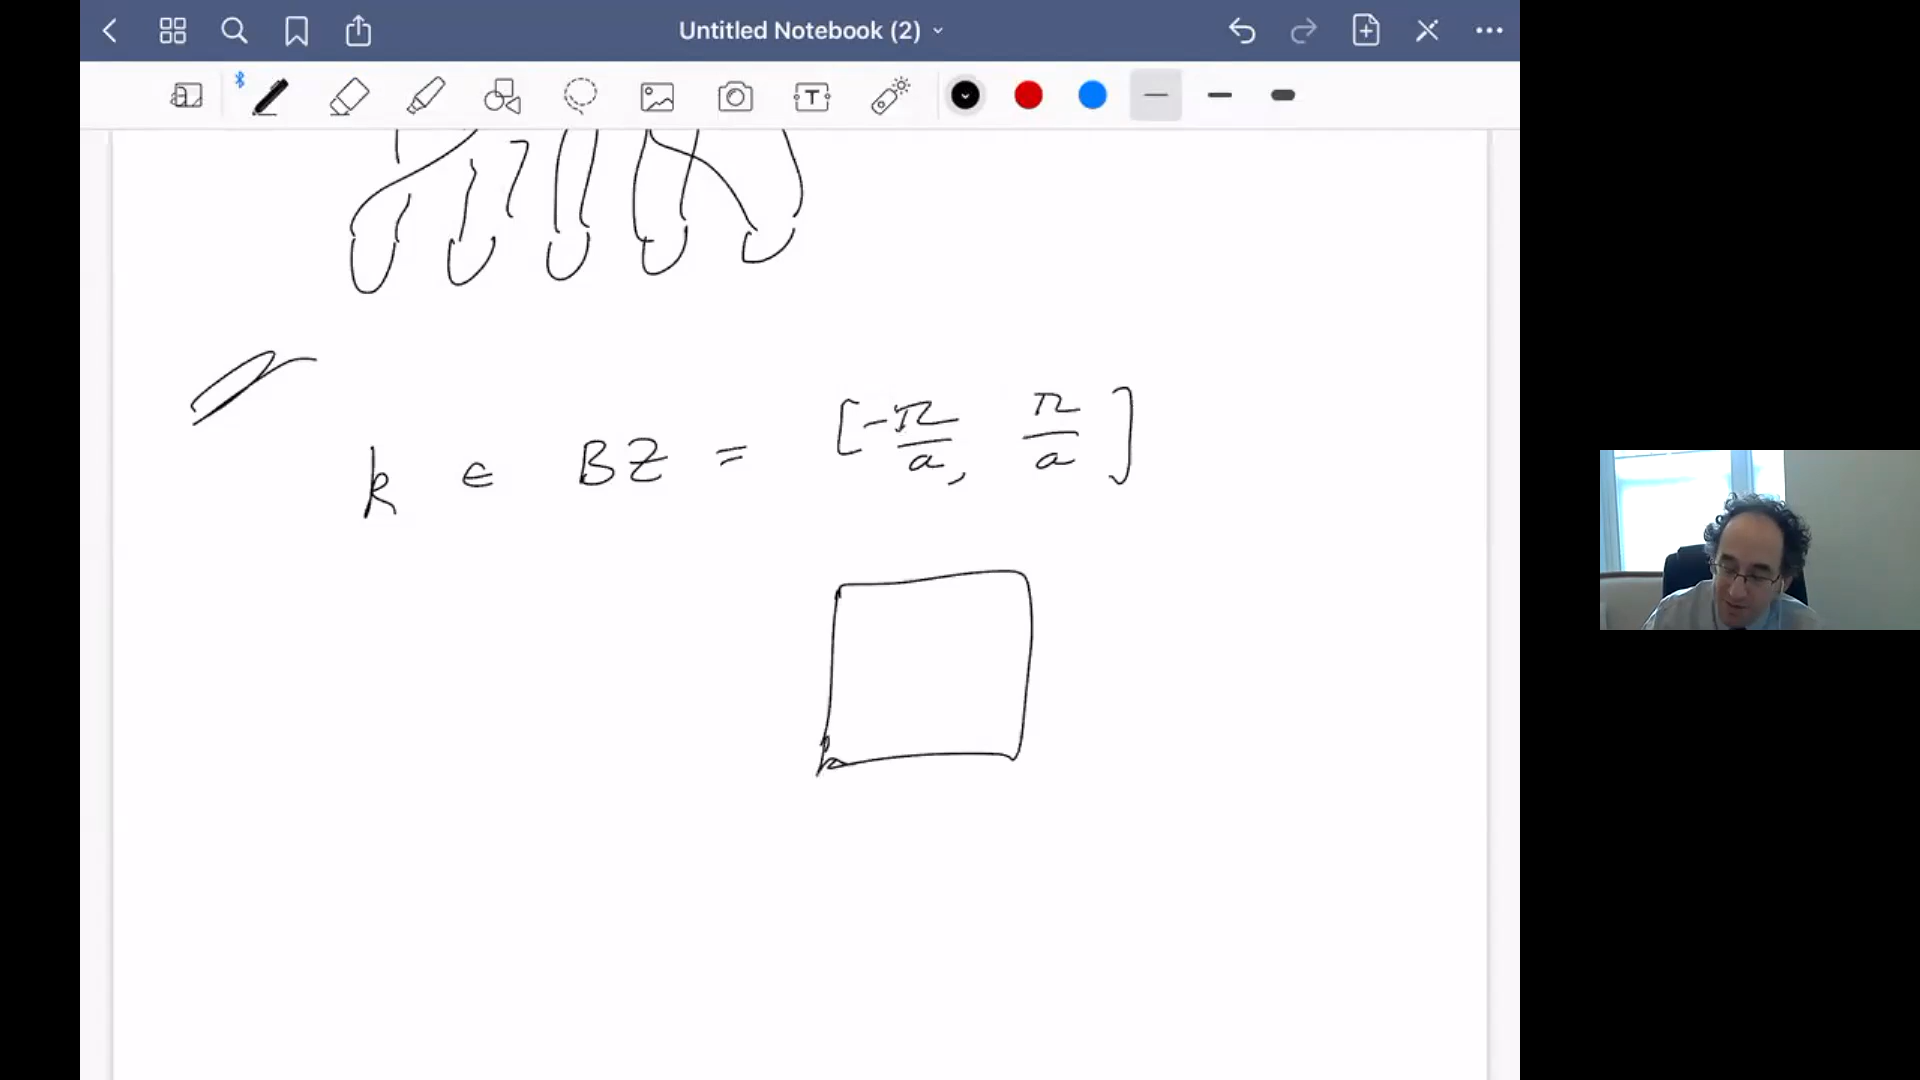 Untitled Notebook (2)
T
k ∈ BZ = [-π/a, π/a]